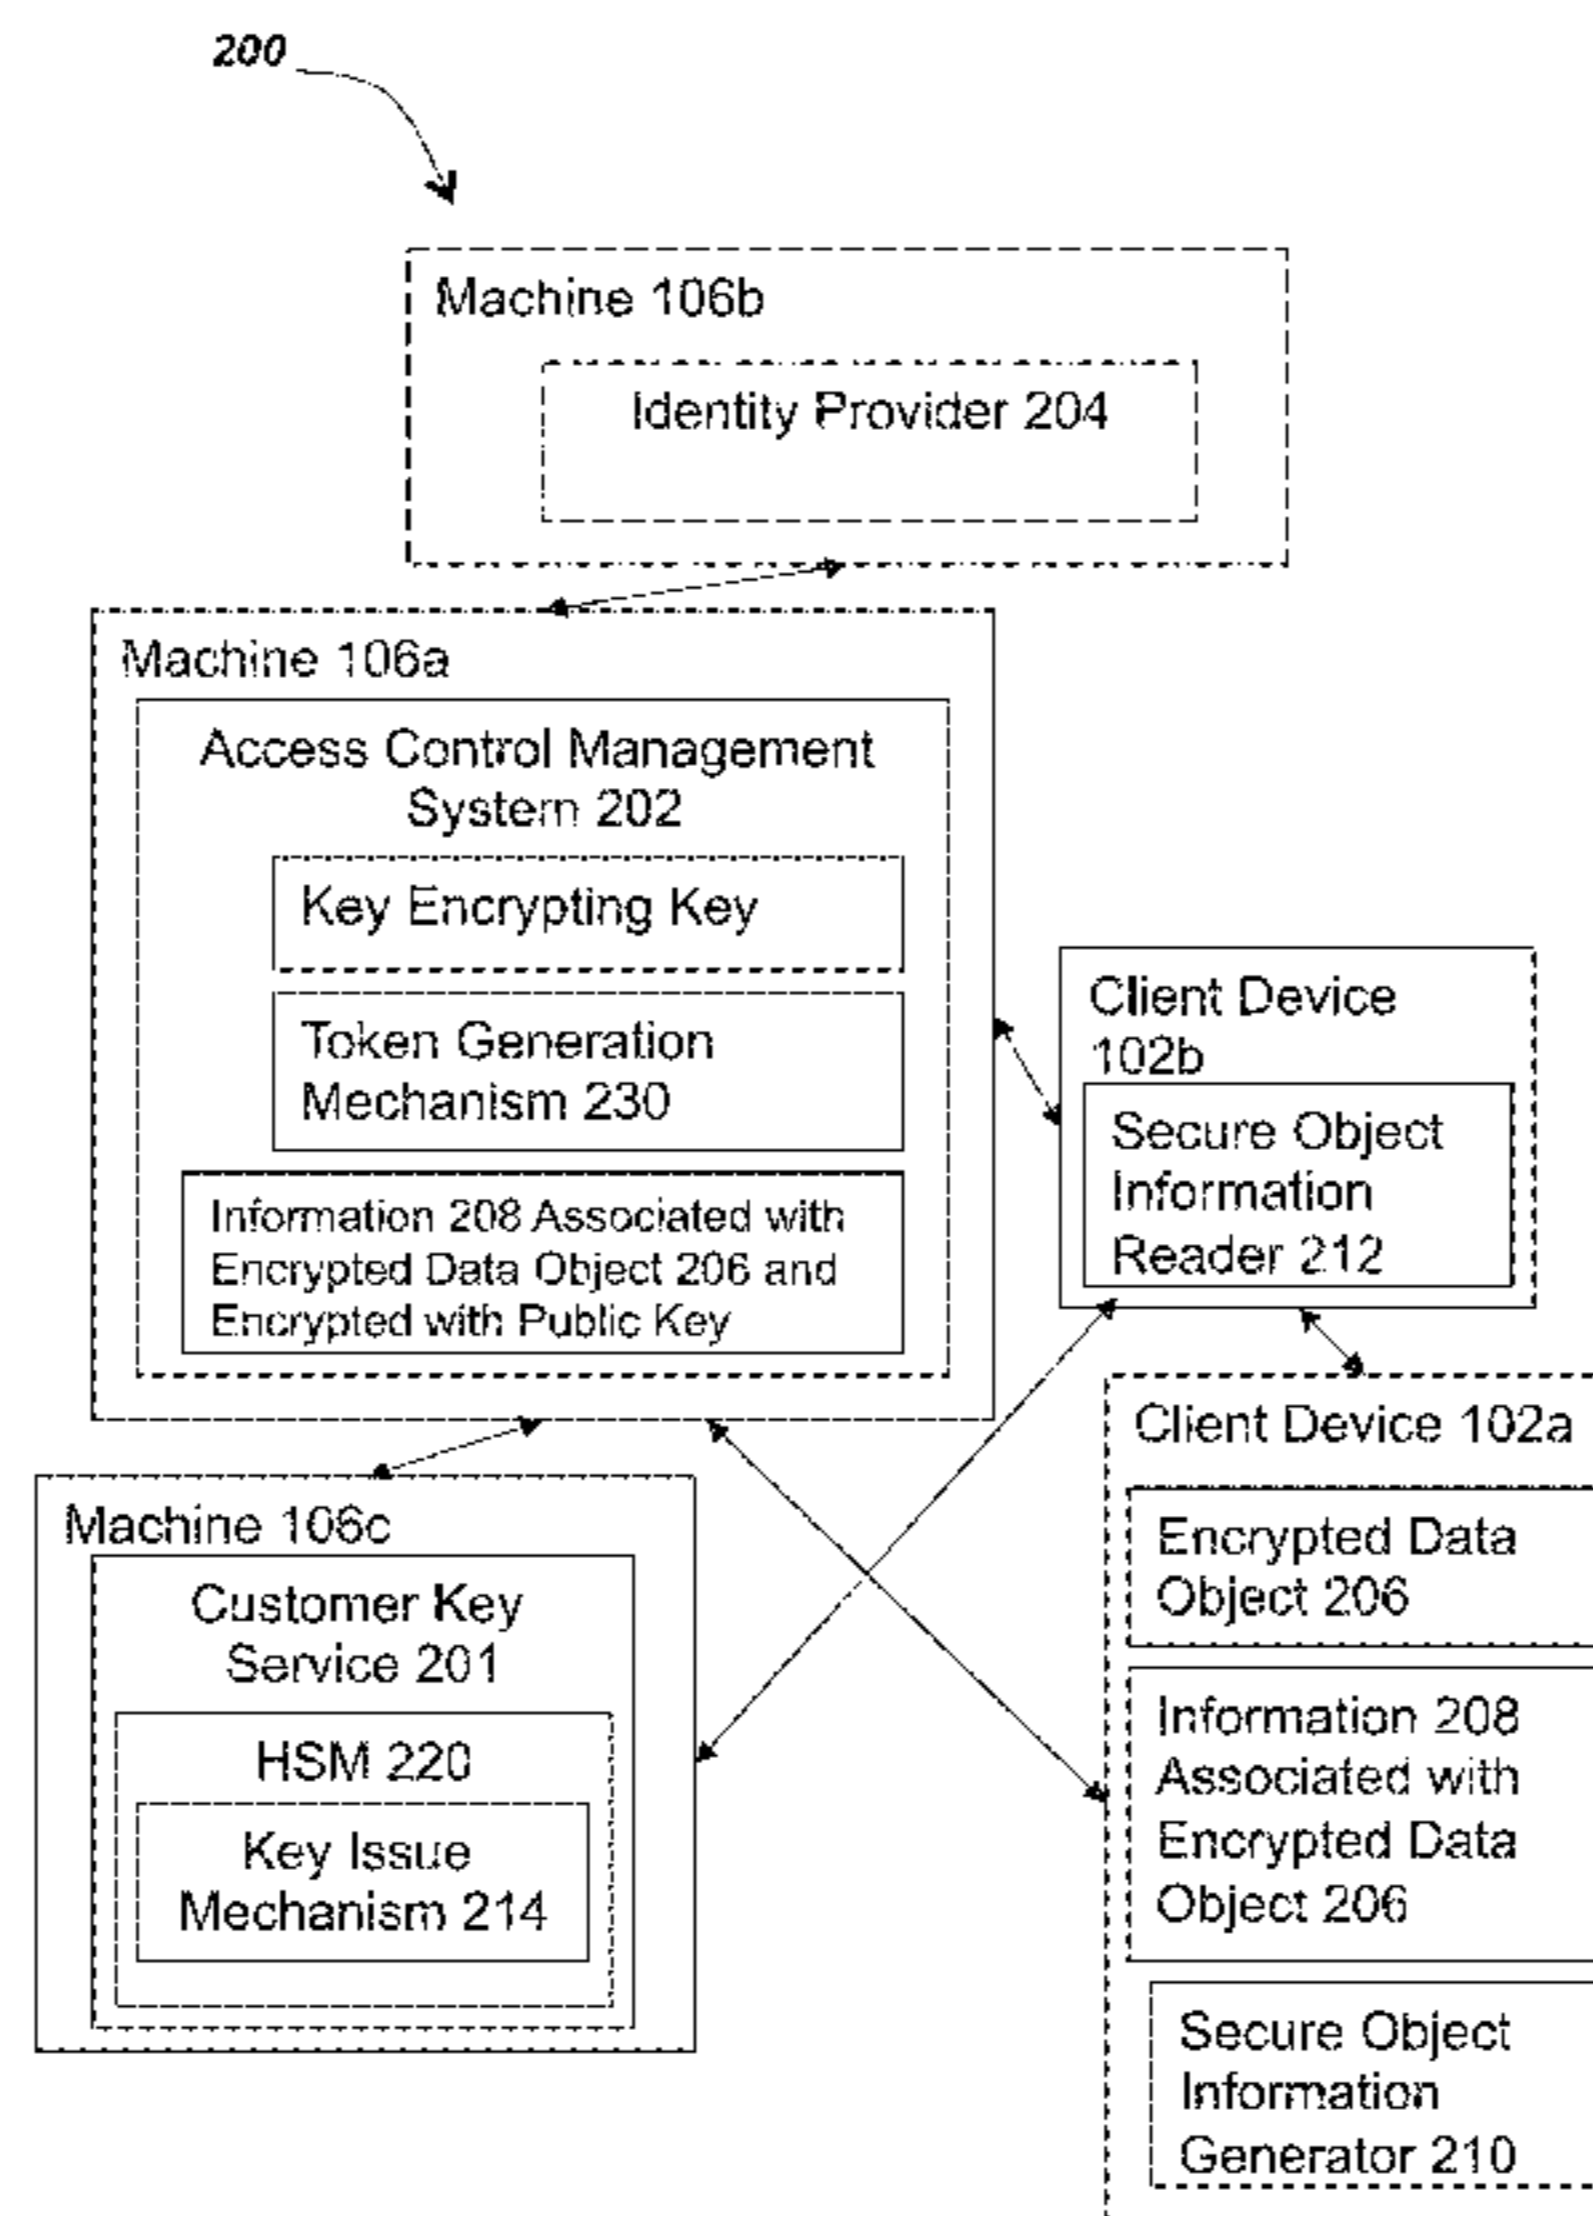 200
Machine 106b
Identity Provider 204
Machine 106a
Access Control Management
System 202
Key Encrypting Key
Token Generation
Mechanism 230
Information 208 Associated with
Encrypted Data Object 206 and
Encrypted with Public Key
Client Device
102b
Secure Object
Information
Reader 212
Machine 106c
Customer Key
Service 201
HSM 220
Key Issue
Mechanism 214
Client Device 102a
Encrypted Data
Object 206
Information 208
Associated with
Encrypted Data
Object 206
Secure Object
Information
Generator 210